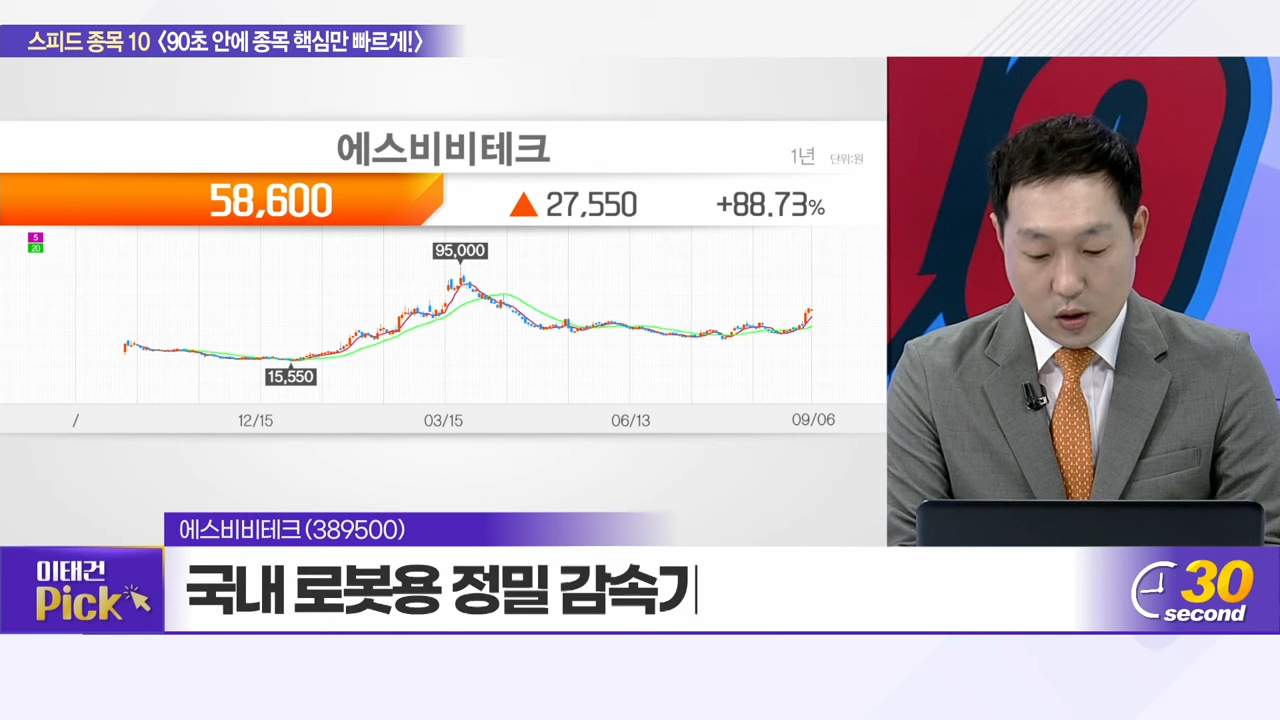 스피드 종목 10 <90초 안에 종목 핵심만 빠르게!>
에스비비테크
1년 단위:원
58,600 ▲ 27,550 +88.73%
5
20
95,000
15,550
/ 12/15 03/15 06/13 09/06
에스비비테크(389500)
이태건
Pick
국내 로봇용 정밀 감속기
30
second